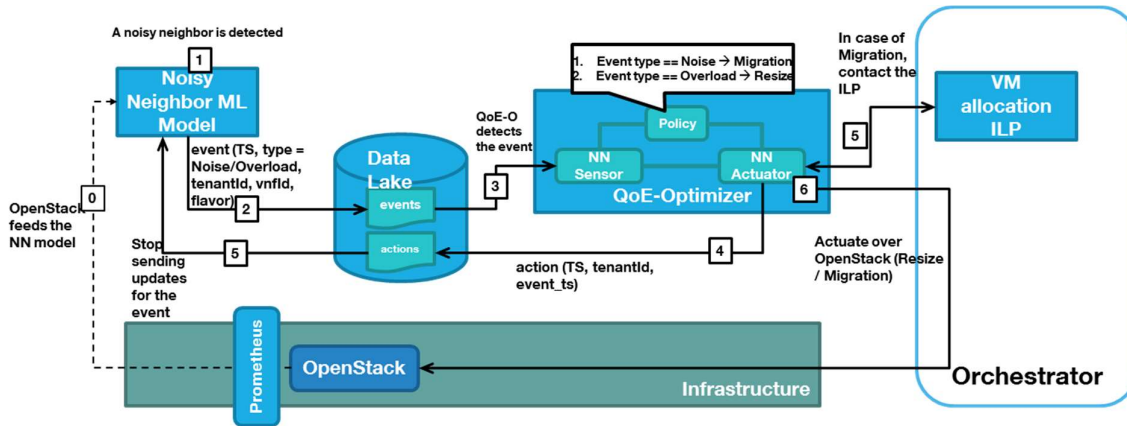 A noisy neighbor is detected
1
Noisy
Neighbor ML
Model
event (TS, type =
Noise/Overload,
tenantId, vnfId,
flavor)
2
0
OpenStack
feeds the
NN model
Stop
sending
updates
for the
event
5
Data
Lake
events
actions
QoE-O
detects
the event
3
1. Event type == Noise → Migration
2. Event type == Overload → Resize
Policy
NN
Sensor
NN
Actuator
QoE-Optimizer
6
4
action (TS, tenantId,
event_ts)
In case of
Migration,
contact the
ILP
5
VM
allocation
ILP
Actuate over
OpenStack (Resize
/ Migration)
Orchestrator
Prometheus
OpenStack
Infrastructure